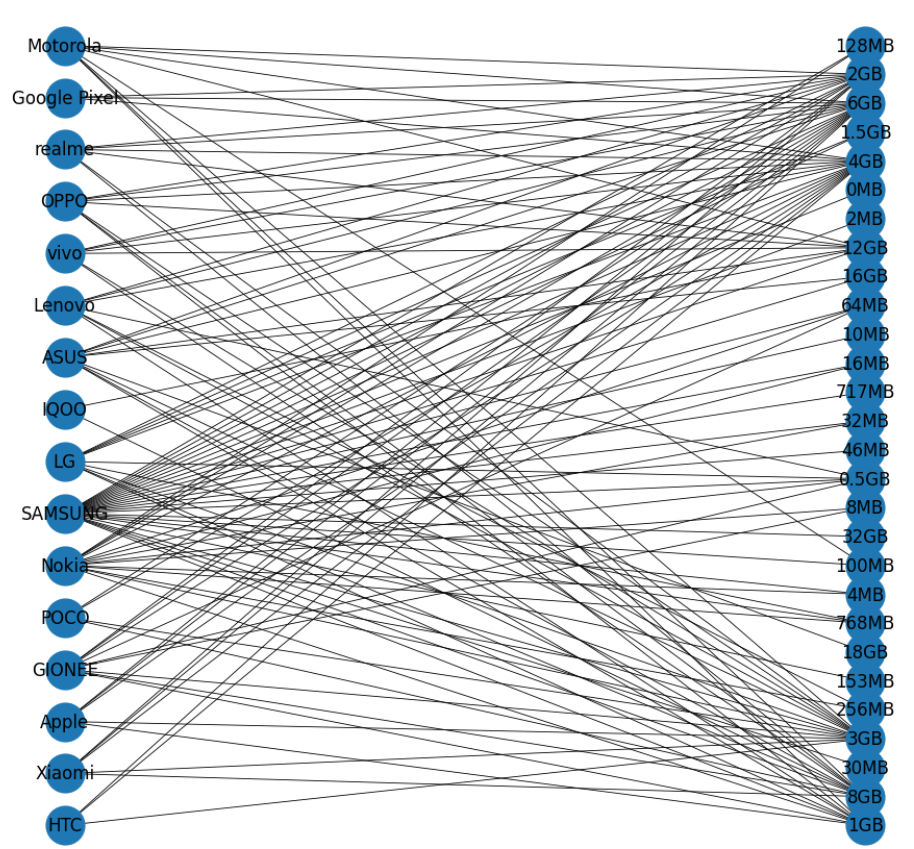 Motorola
Google Pixel
realme
OPPO
vivo
Lenovo
ASUS
IQOO
LG
SAMSUNG
Nokia
POCO
GIONEE
Apple
Xiaomi
HTC
128MB
2GB
6GB
1.5GB
4GB
0MB
2MB
12GB
16GB
64MB
10MB
16MB
717MB
32MB
46MB
0.5GB
8MB
32GB
100MB
4MB
768MB
18GB
153MB
256MB
3GB
30MB
8GB
1GB